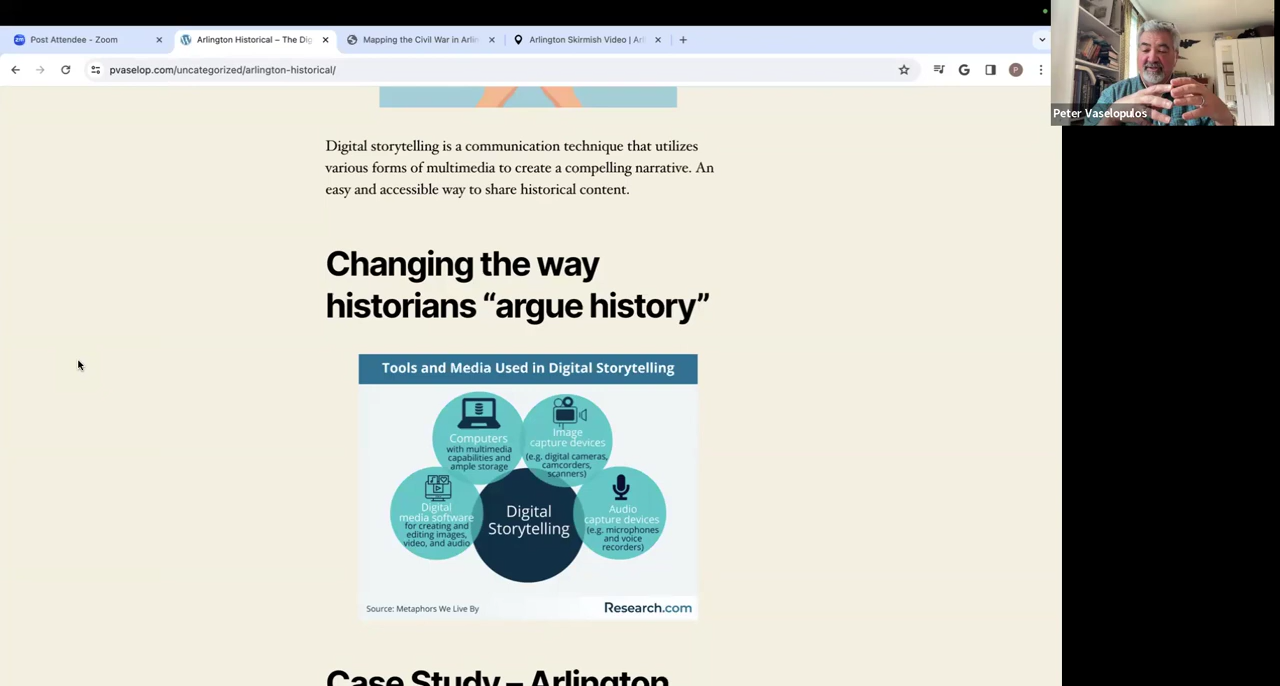 Post Attendee - Zoom
Arlington Historical – The Dig
Mapping the Civil War in Arlin
Arlington Skirmish Video | Arl
pvaselop.com/uncategorized/arlington-historical/
G
P
Peter Vaselopulos
Digital storytelling is a communication technique that utilizes
various forms of multimedia to create a compelling narrative. An
easy and accessible way to share historical content.
Changing the way
historians “argue history”
Tools and Media Used in Digital Storytelling
Computers
with multimedia
capabilities and
ample storage
Image
capture devices
(e.g. digital cameras,
camcorders,
scanners)
Digital
media software
for creating and
editing images,
video, and audio
Digital
Storytelling
Audio
capture devices
(e.g. microphones
and voice
recorders)
Source: Metaphors We Live By
Research.com
Case Study – Arlington